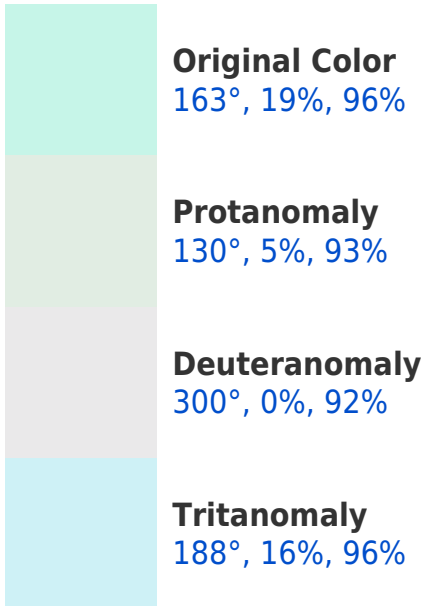 Original Color
163°, 19%, 96%
Protanomaly
130°, 5%, 93%
Deuteranomaly
300°, 0%, 92%
Tritanomaly
188°, 16%, 96%